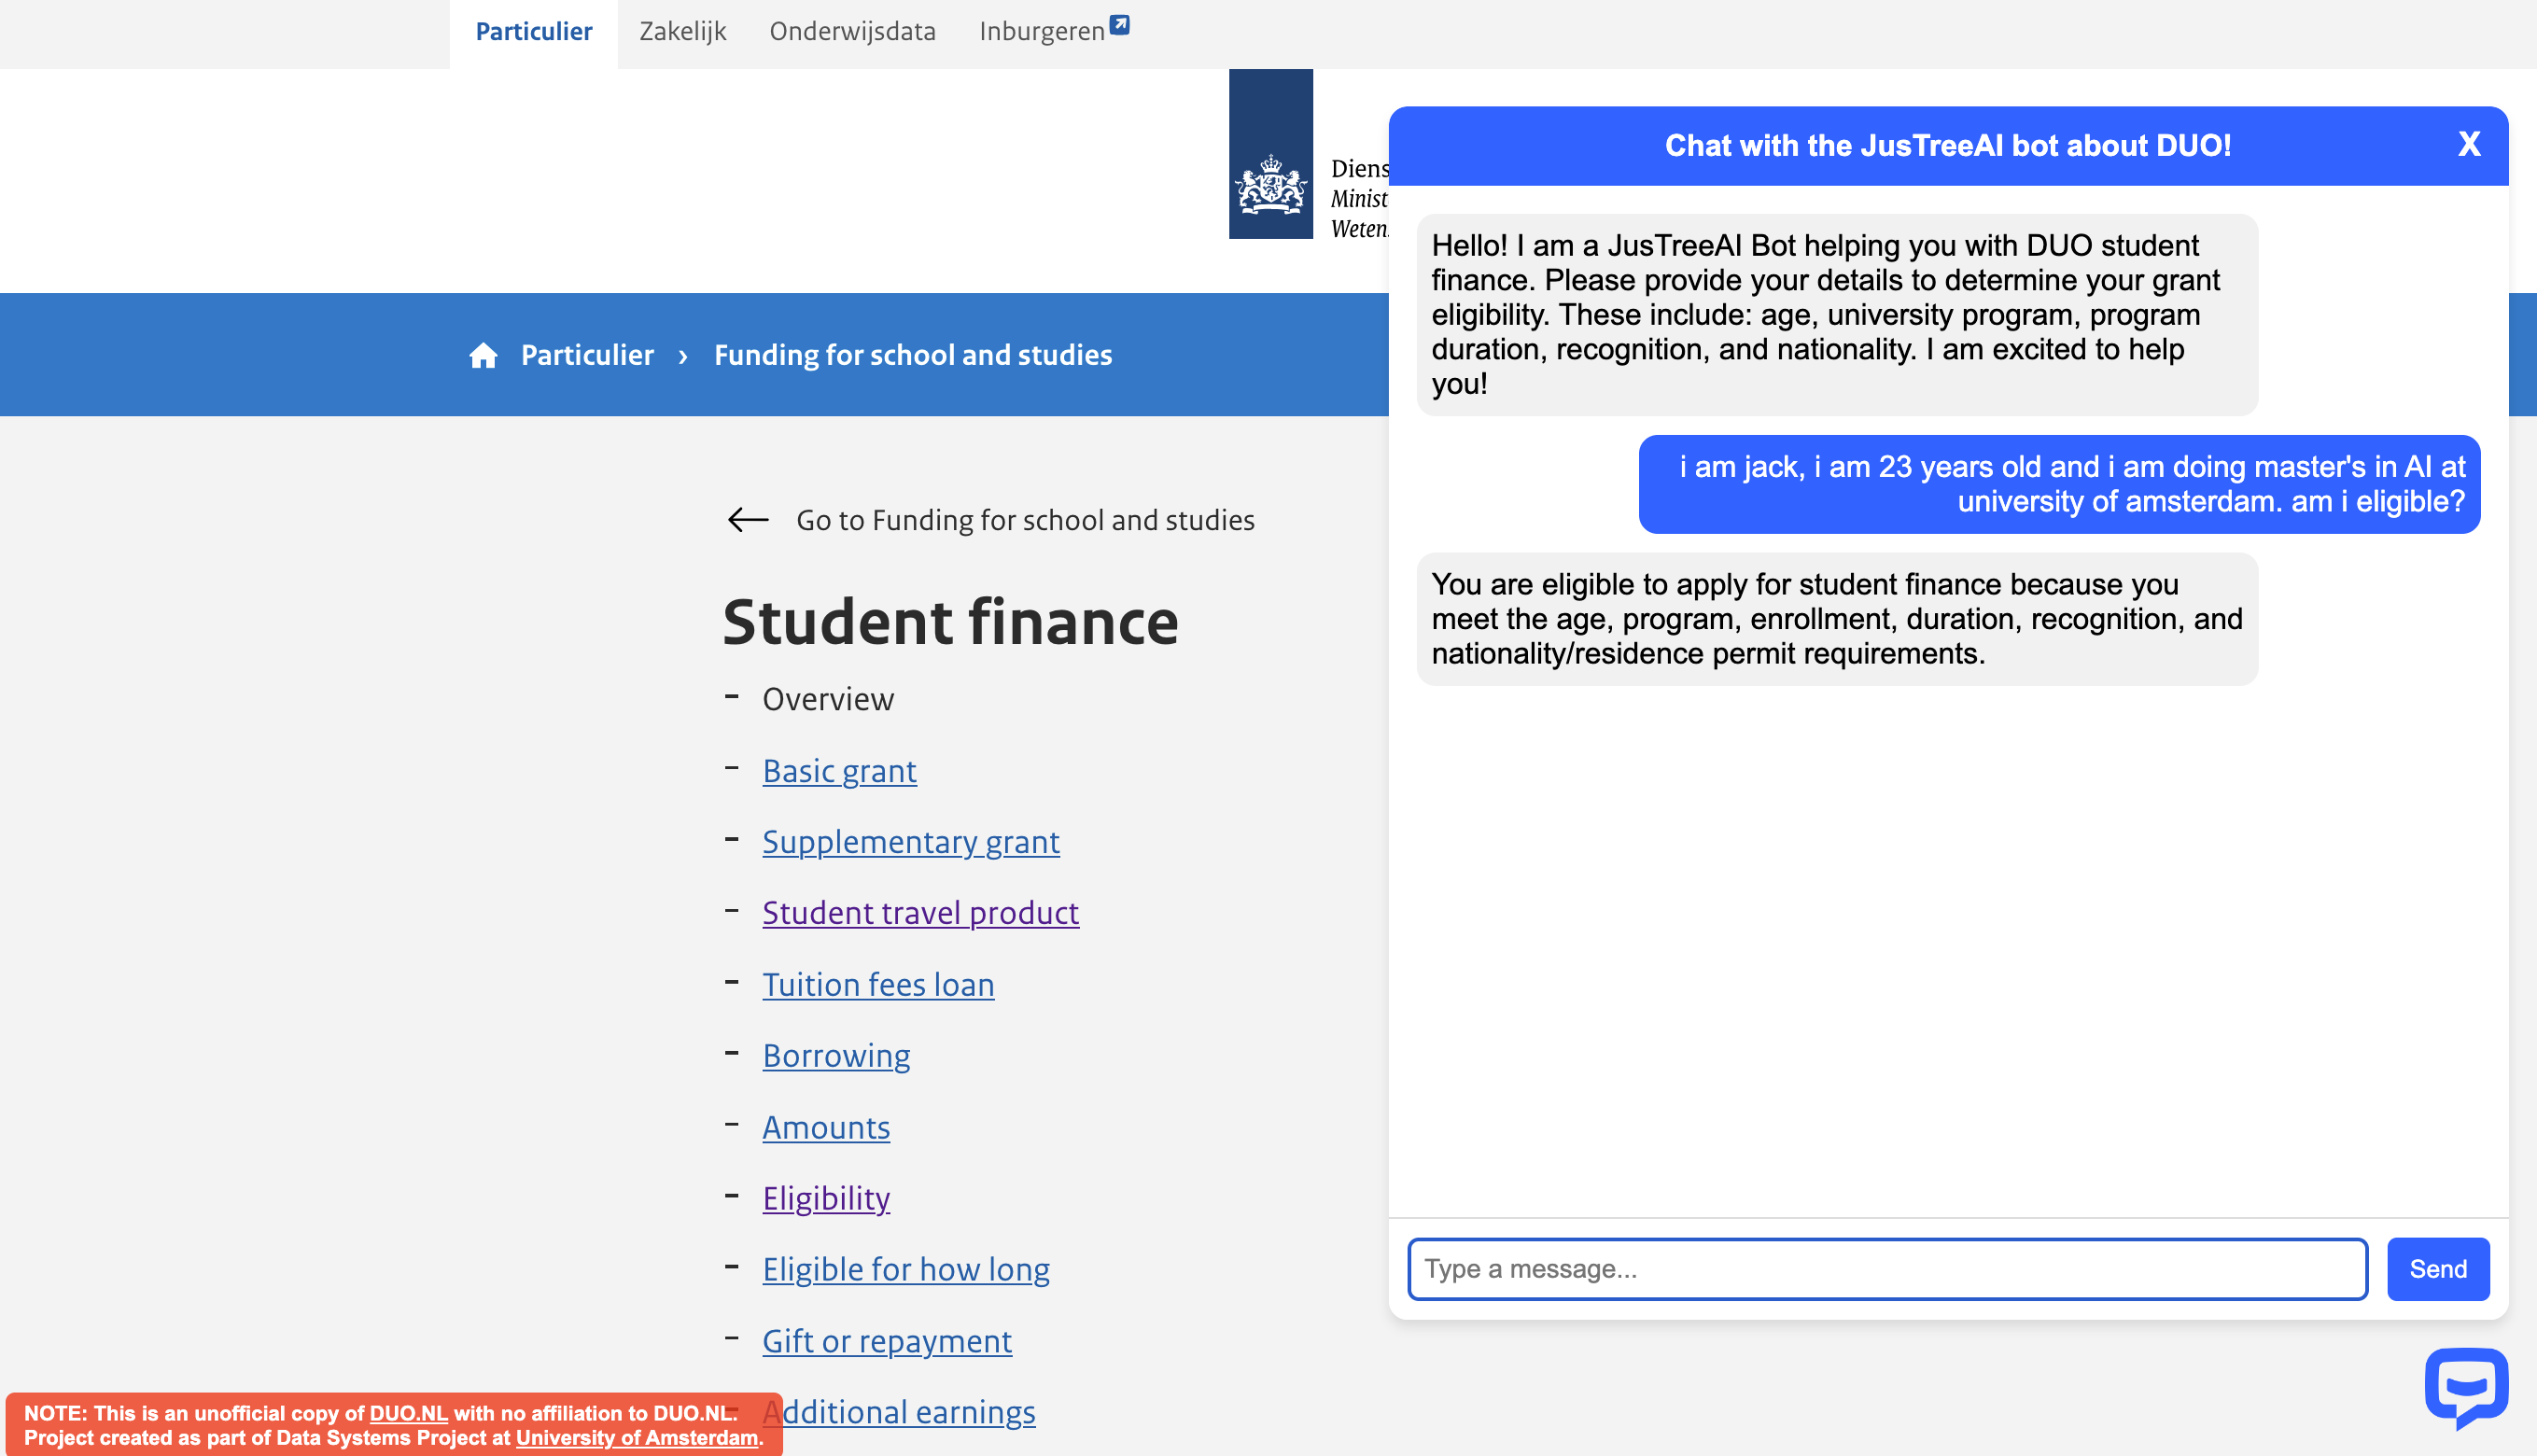 Particulier Zakelijk Onderwijsdata Inburgeren
Diens
Minist
Weten
Particulier › Funding for school and studies
Go to Funding for school and studies
Student finance
- Overview
- Basic grant
- Supplementary grant
- Student travel product
- Tuition fees loan
- Borrowing
- Amounts
- Eligibility
- Eligible for how long
- Gift or repayment
- Additional earnings
NOTE: This is an unofficial copy of DUO.NL with no affiliation to DUO.NL.
Project created as part of Data Systems Project at University of Amsterdam.
Chat with the JusTreeAI bot about DUO! X
Hello! I am a JusTreeAI Bot helping you with DUO student
finance. Please provide your details to determine your grant
eligibility. These include: age, university program, program
duration, recognition, and nationality. I am excited to help
you!
i am jack, i am 23 years old and i am doing master's in AI at
university of amsterdam. am i eligible?
You are eligible to apply for student finance because you
meet the age, program, enrollment, duration, recognition, and
nationality/residence permit requirements.
Type a message...
Send